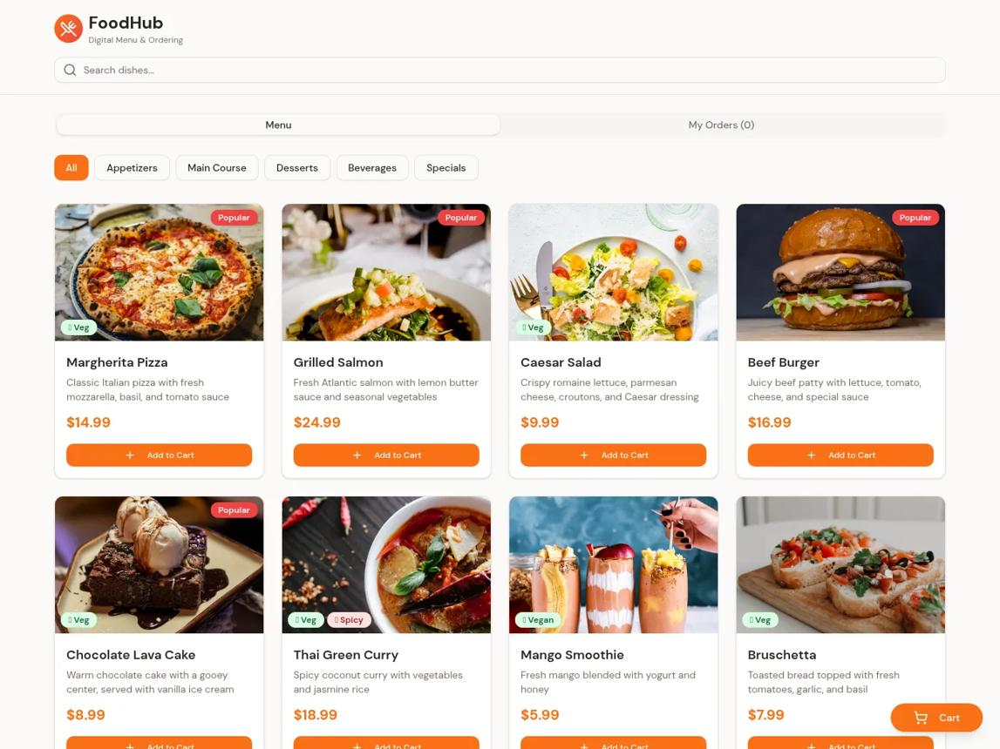 FoodHub
Digital Menu & Ordering
Search dishes...
Menu
My Orders (0)
All
Appetizers
Main Course
Desserts
Beverages
Specials
Popular
Veg
Margherita Pizza
Classic Italian pizza with fresh
mozzarella, basil, and tomato sauce
$14.99
Add to Cart
Popular
Grilled Salmon
Fresh Atlantic salmon with lemon butter
sauce and seasonal vegetables
$24.99
Add to Cart
Veg
Caesar Salad
Crispy romaine lettuce, parmesan
cheese, croutons, and Caesar dressing
$9.99
Add to Cart
Popular
Beef Burger
Juicy beef patty with lettuce, tomato,
cheese, and special sauce
$16.99
Add to Cart
Popular
Veg
Chocolate Lava Cake
Warm chocolate cake with a gooey
center, served with vanilla ice cream
$8.99
Add to Cart
Veg
Spicy
Thai Green Curry
Spicy coconut curry with vegetables
and jasmine rice
$18.99
Add to Cart
Vegan
Mango Smoothie
Fresh mango blended with yogurt and
honey
$5.99
Add to Cart
Veg
Bruschetta
Toasted bread topped with fresh
tomatoes, garlic, and basil
$7.99
Add to Cart
Cart